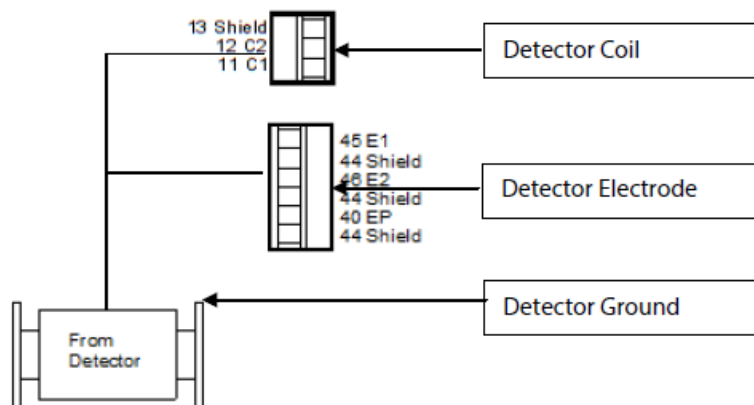 13 Shield
12 C2
11 C1
Detector Coil
45 E1
44 Shield
46 E2
44 Shield
40 EP
44 Shield
Detector Electrode
Detector Ground
From
Detector